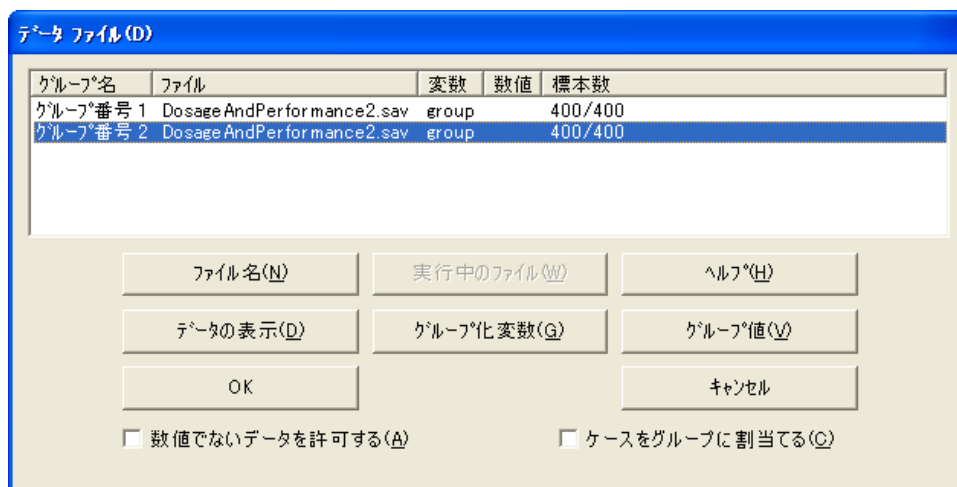 データ ファイル(D)
グループ名 ファイル 変数 数値 標本数
グループ番号 1 DosageAndPerformance2.sav group 400/400
グループ番号 2 DosageAndPerformance2.sav group 400/400
ファイル名(N) 実行中のファイル(W) ヘルプ(H)
データの表示(D) グループ化変数(G) グループ値(V)
OK キャンセル
数値でないデータを許可する(A) ケースをグループに割当てる(C)